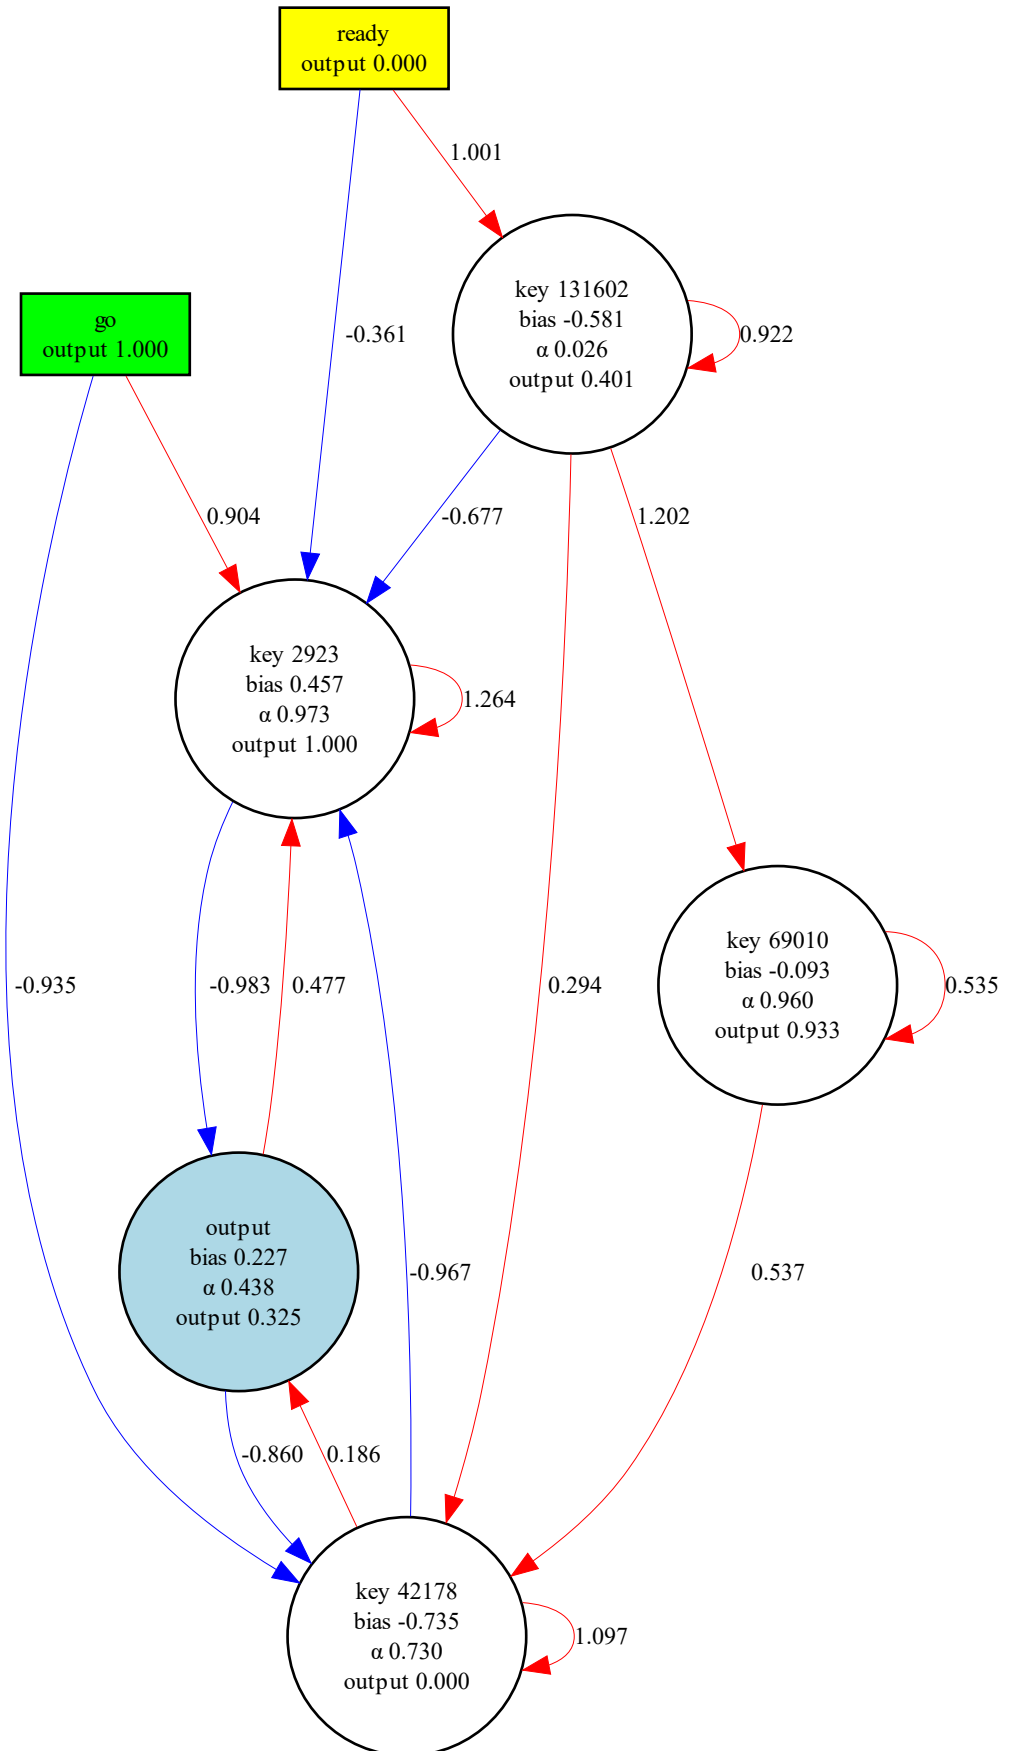 ready
output 0.000
1.001
key 131602
bias -0.581
α 0.026
output 0.401
0.922
go
output 1.000
-0.361
0.904
-0.677
1.202
key 2923
bias 0.457
α 0.973
output 1.000
1.264
key 69010
bias -0.093
α 0.960
output 0.933
0.535
-0.935
-0.983
0.477
0.294
output
bias 0.227
α 0.438
output 0.325
-0.967
0.537
-0.860
0.186
key 42178
bias -0.735
α 0.730
output 0.000
1.097